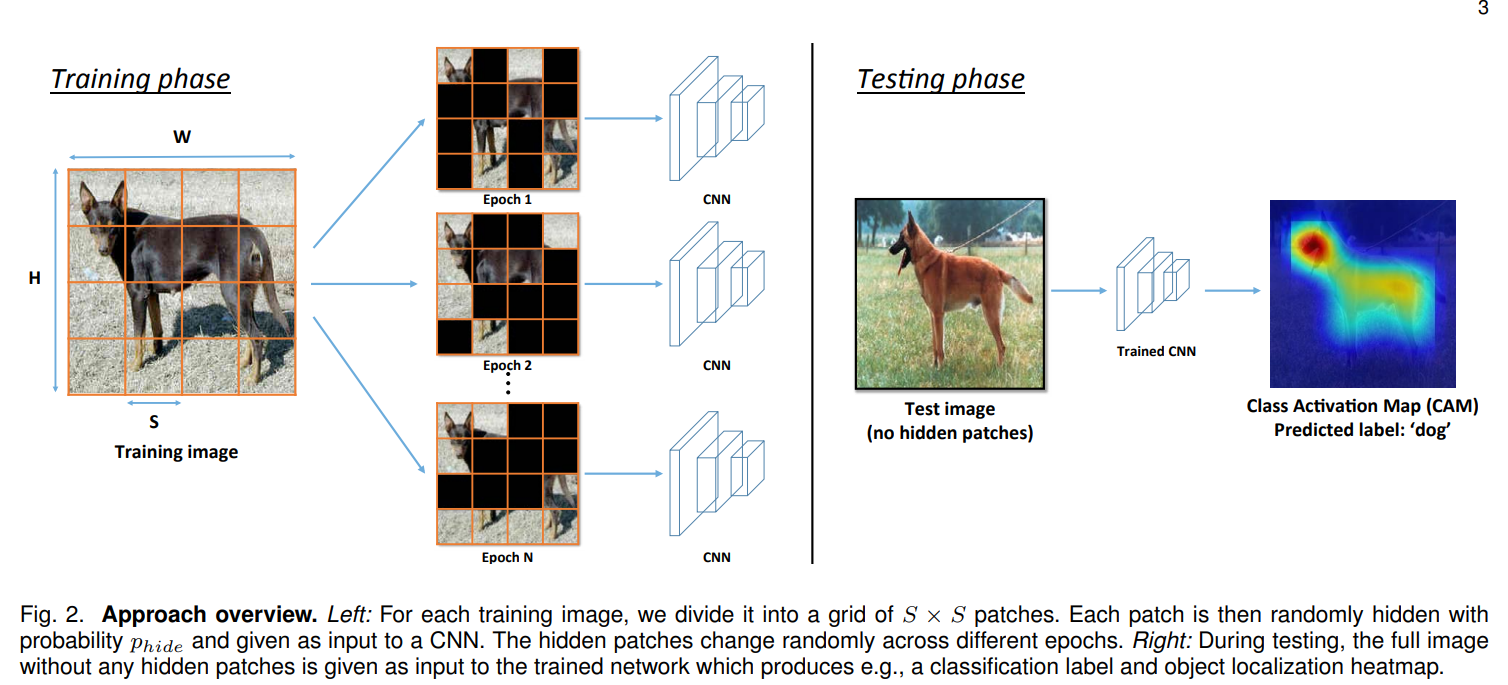 3
Training phase
W
H
S
Training image
Epoch 1
CNN
Epoch 2
CNN
Epoch N
CNN
Testing phase
Test image
(no hidden patches)
Trained CNN
Class Activation Map (CAM)
Predicted label: ‘dog’
Fig. 2. Approach overview. Left: For each training image, we divide it into a grid of S × S patches. Each patch is then randomly hidden with
probability p_hide and given as input to a CNN. The hidden patches change randomly across different epochs. Right: During testing, the full image
without any hidden patches is given as input to the trained network which produces e.g., a classification label and object localization heatmap.